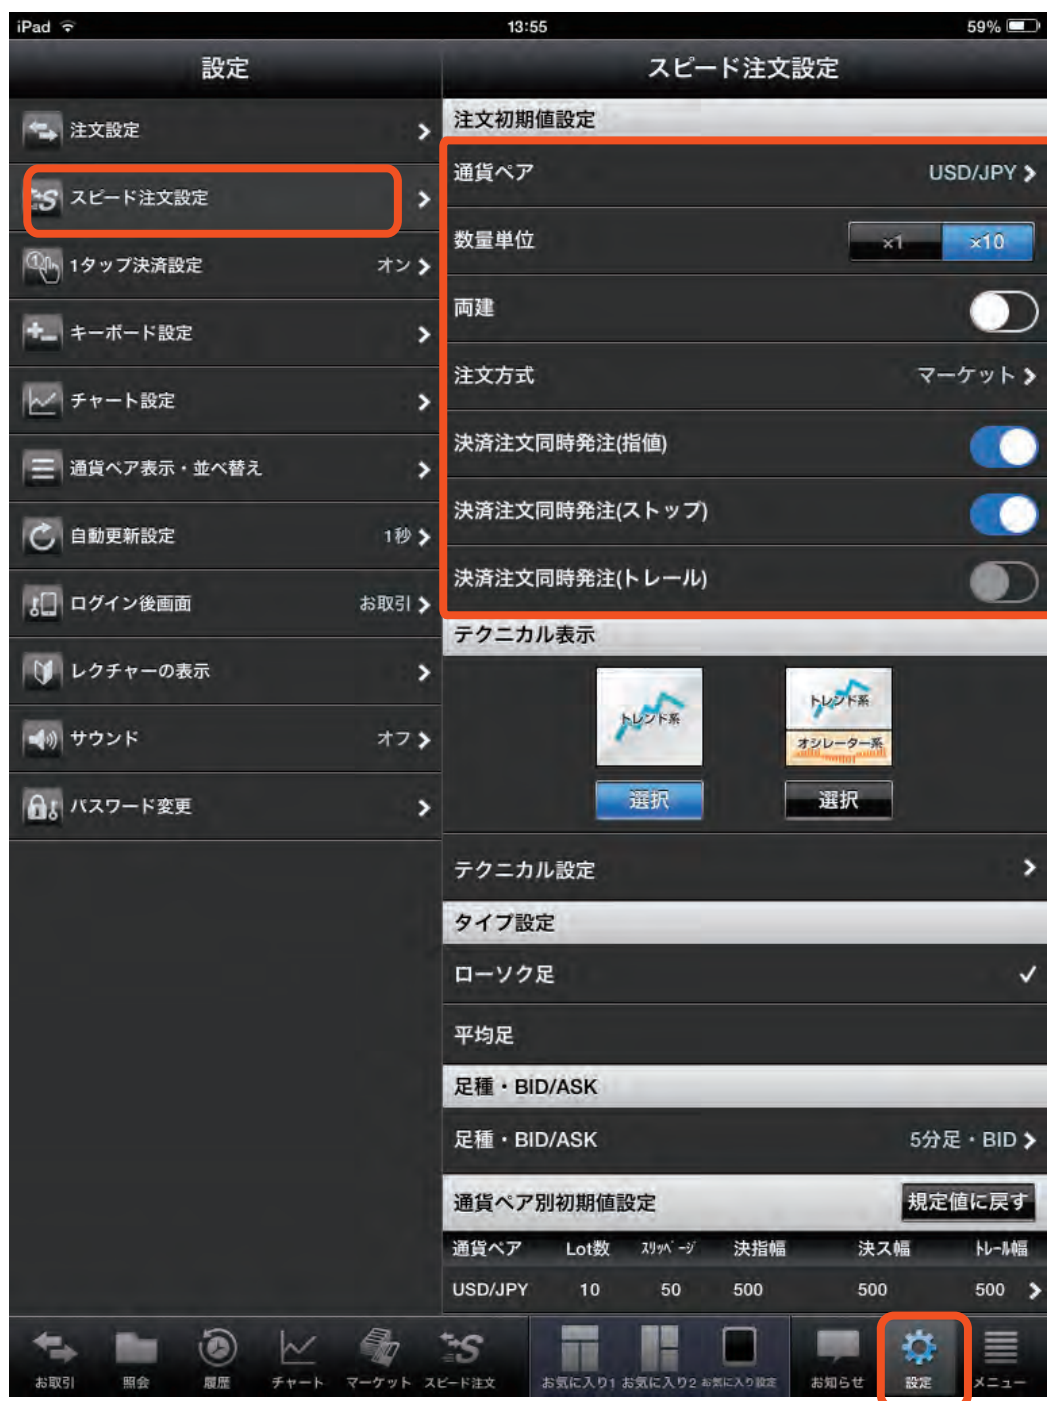 iPad 13:55 59%
設定
スピード注文設定
注文設定
スピード注文設定
1タップ決済設定 オン
キーボード設定
チャート設定
通貨ペア表示・並べ替え
自動更新設定 1秒
ログイン後画面 お取引
レクチャーの表示
サウンド オフ
パスワード変更
注文初期値設定
通貨ペア USD/JPY
数量単位 ×1 ×10
両建
注文方式 マーケット
決済注文同時発注(指値)
決済注文同時発注(ストップ)
決済注文同時発注(トレール)
テクニカル表示
トレンド系
トレンド系
オシレーター系
選択 選択
テクニカル設定
タイプ設定
ローソク足
平均足
足種・BID/ASK
足種・BID/ASK 5分足・BID
通貨ペア別初期値設定 規定値に戻す
通貨ペア Lot数 ｽﾘｯﾍﾟｰｼﾞ 決指幅 決ス幅 ﾄﾚｰﾙ幅
USD/JPY 10 50 500 500 500
お取引 照会 履歴 チャート マーケット スピード注文 お気に入り1 お気に入り2 お気に入り設定 お知らせ 設定 メニュー